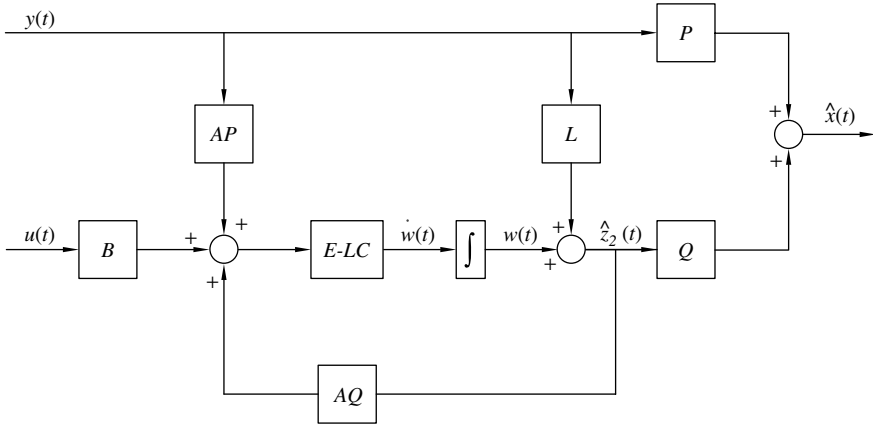 y(t)
P
AP
L
+
x̂(t)
+
u(t)
B
+
+
E-LC
ẇ(t)
∫
w(t)
+
+
ẑ₂ (t)
Q
+
AQ